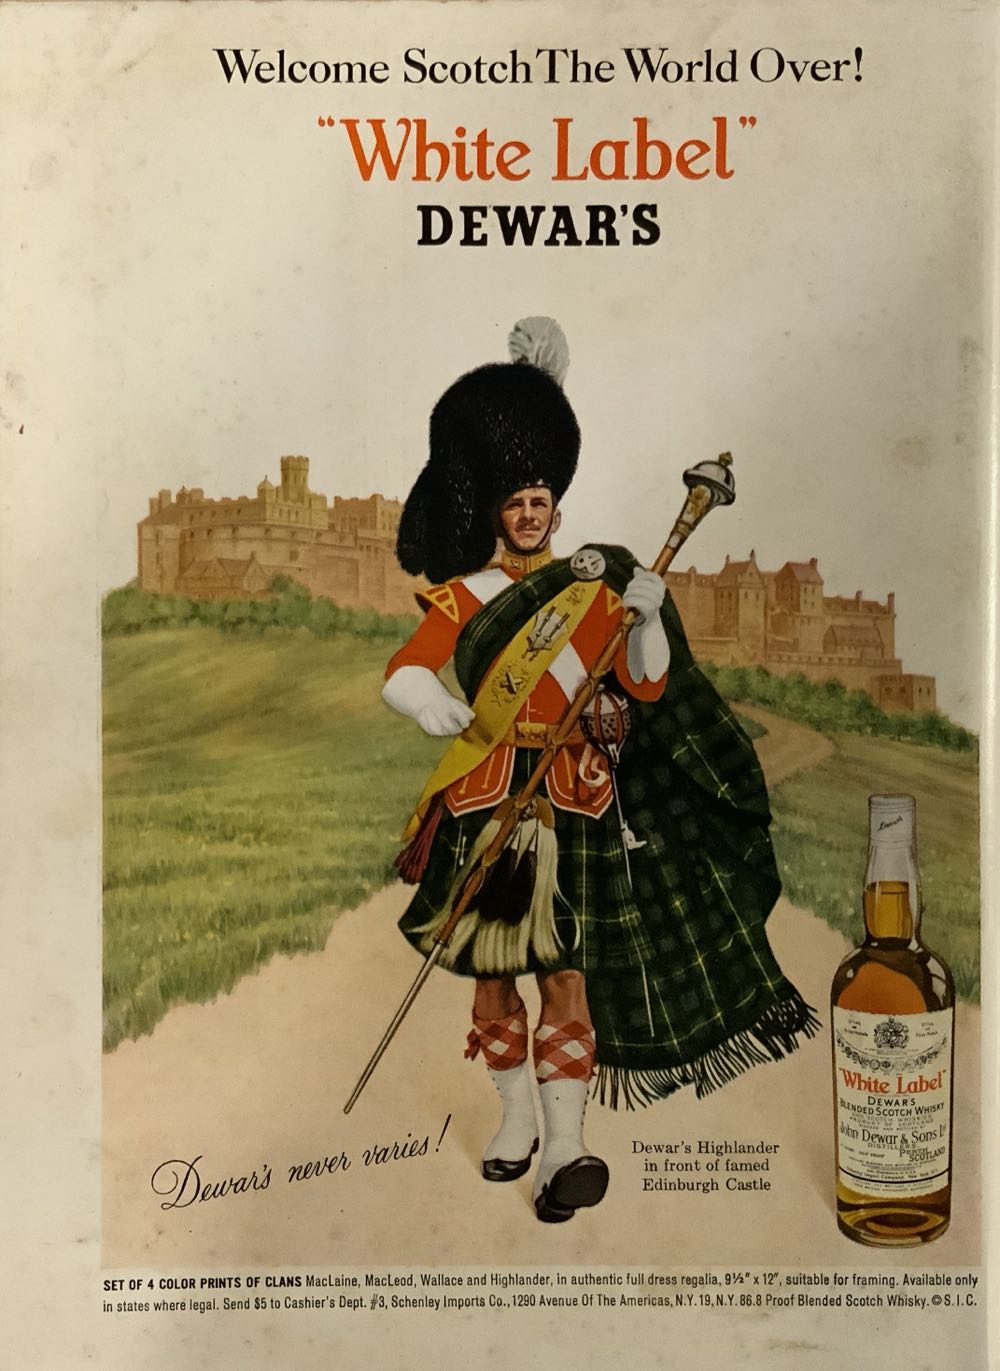 Welcome Scotch The World Over!
“White Label”
DEWAR'S
Dewar's
White Label
DEWARS
BLENDED SCOTCH WHISKY
John Dewar & Sons Ld
DISTILLERS
PERTH
SCOTLAND
Dewar's never varies!
Dewar's Highlander
in front of famed
Edinburgh Castle
SET OF 4 COLOR PRINTS OF CLANS MacLaine, MacLeod, Wallace and Highlander, in authentic full dress regalia, 9½" x 12", suitable for framing. Available only
in states where legal. Send $5 to Cashier's Dept. #3, Schenley Imports Co., 1290 Avenue Of The Americas, N.Y. 19, N.Y. 86.8 Proof Blended Scotch Whisky. © S.I.C.